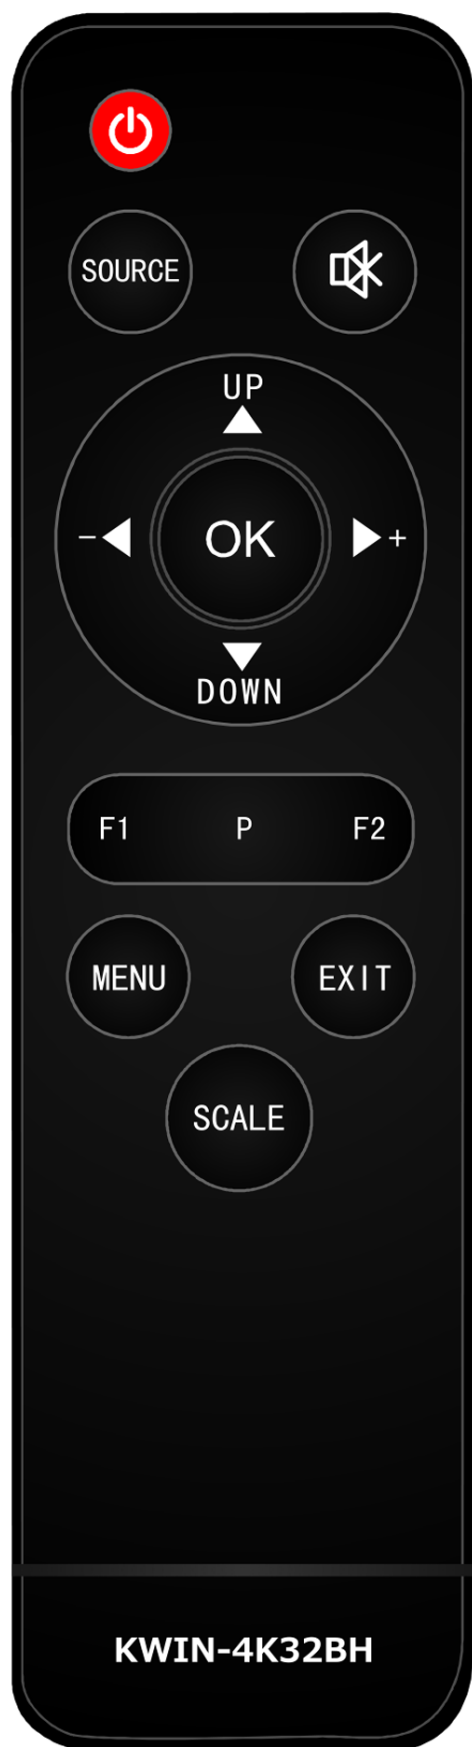 SOURCE
UP
- OK +
DOWN
F1 P F2
MENU EXIT
SCALE
KWIN-4K32BH